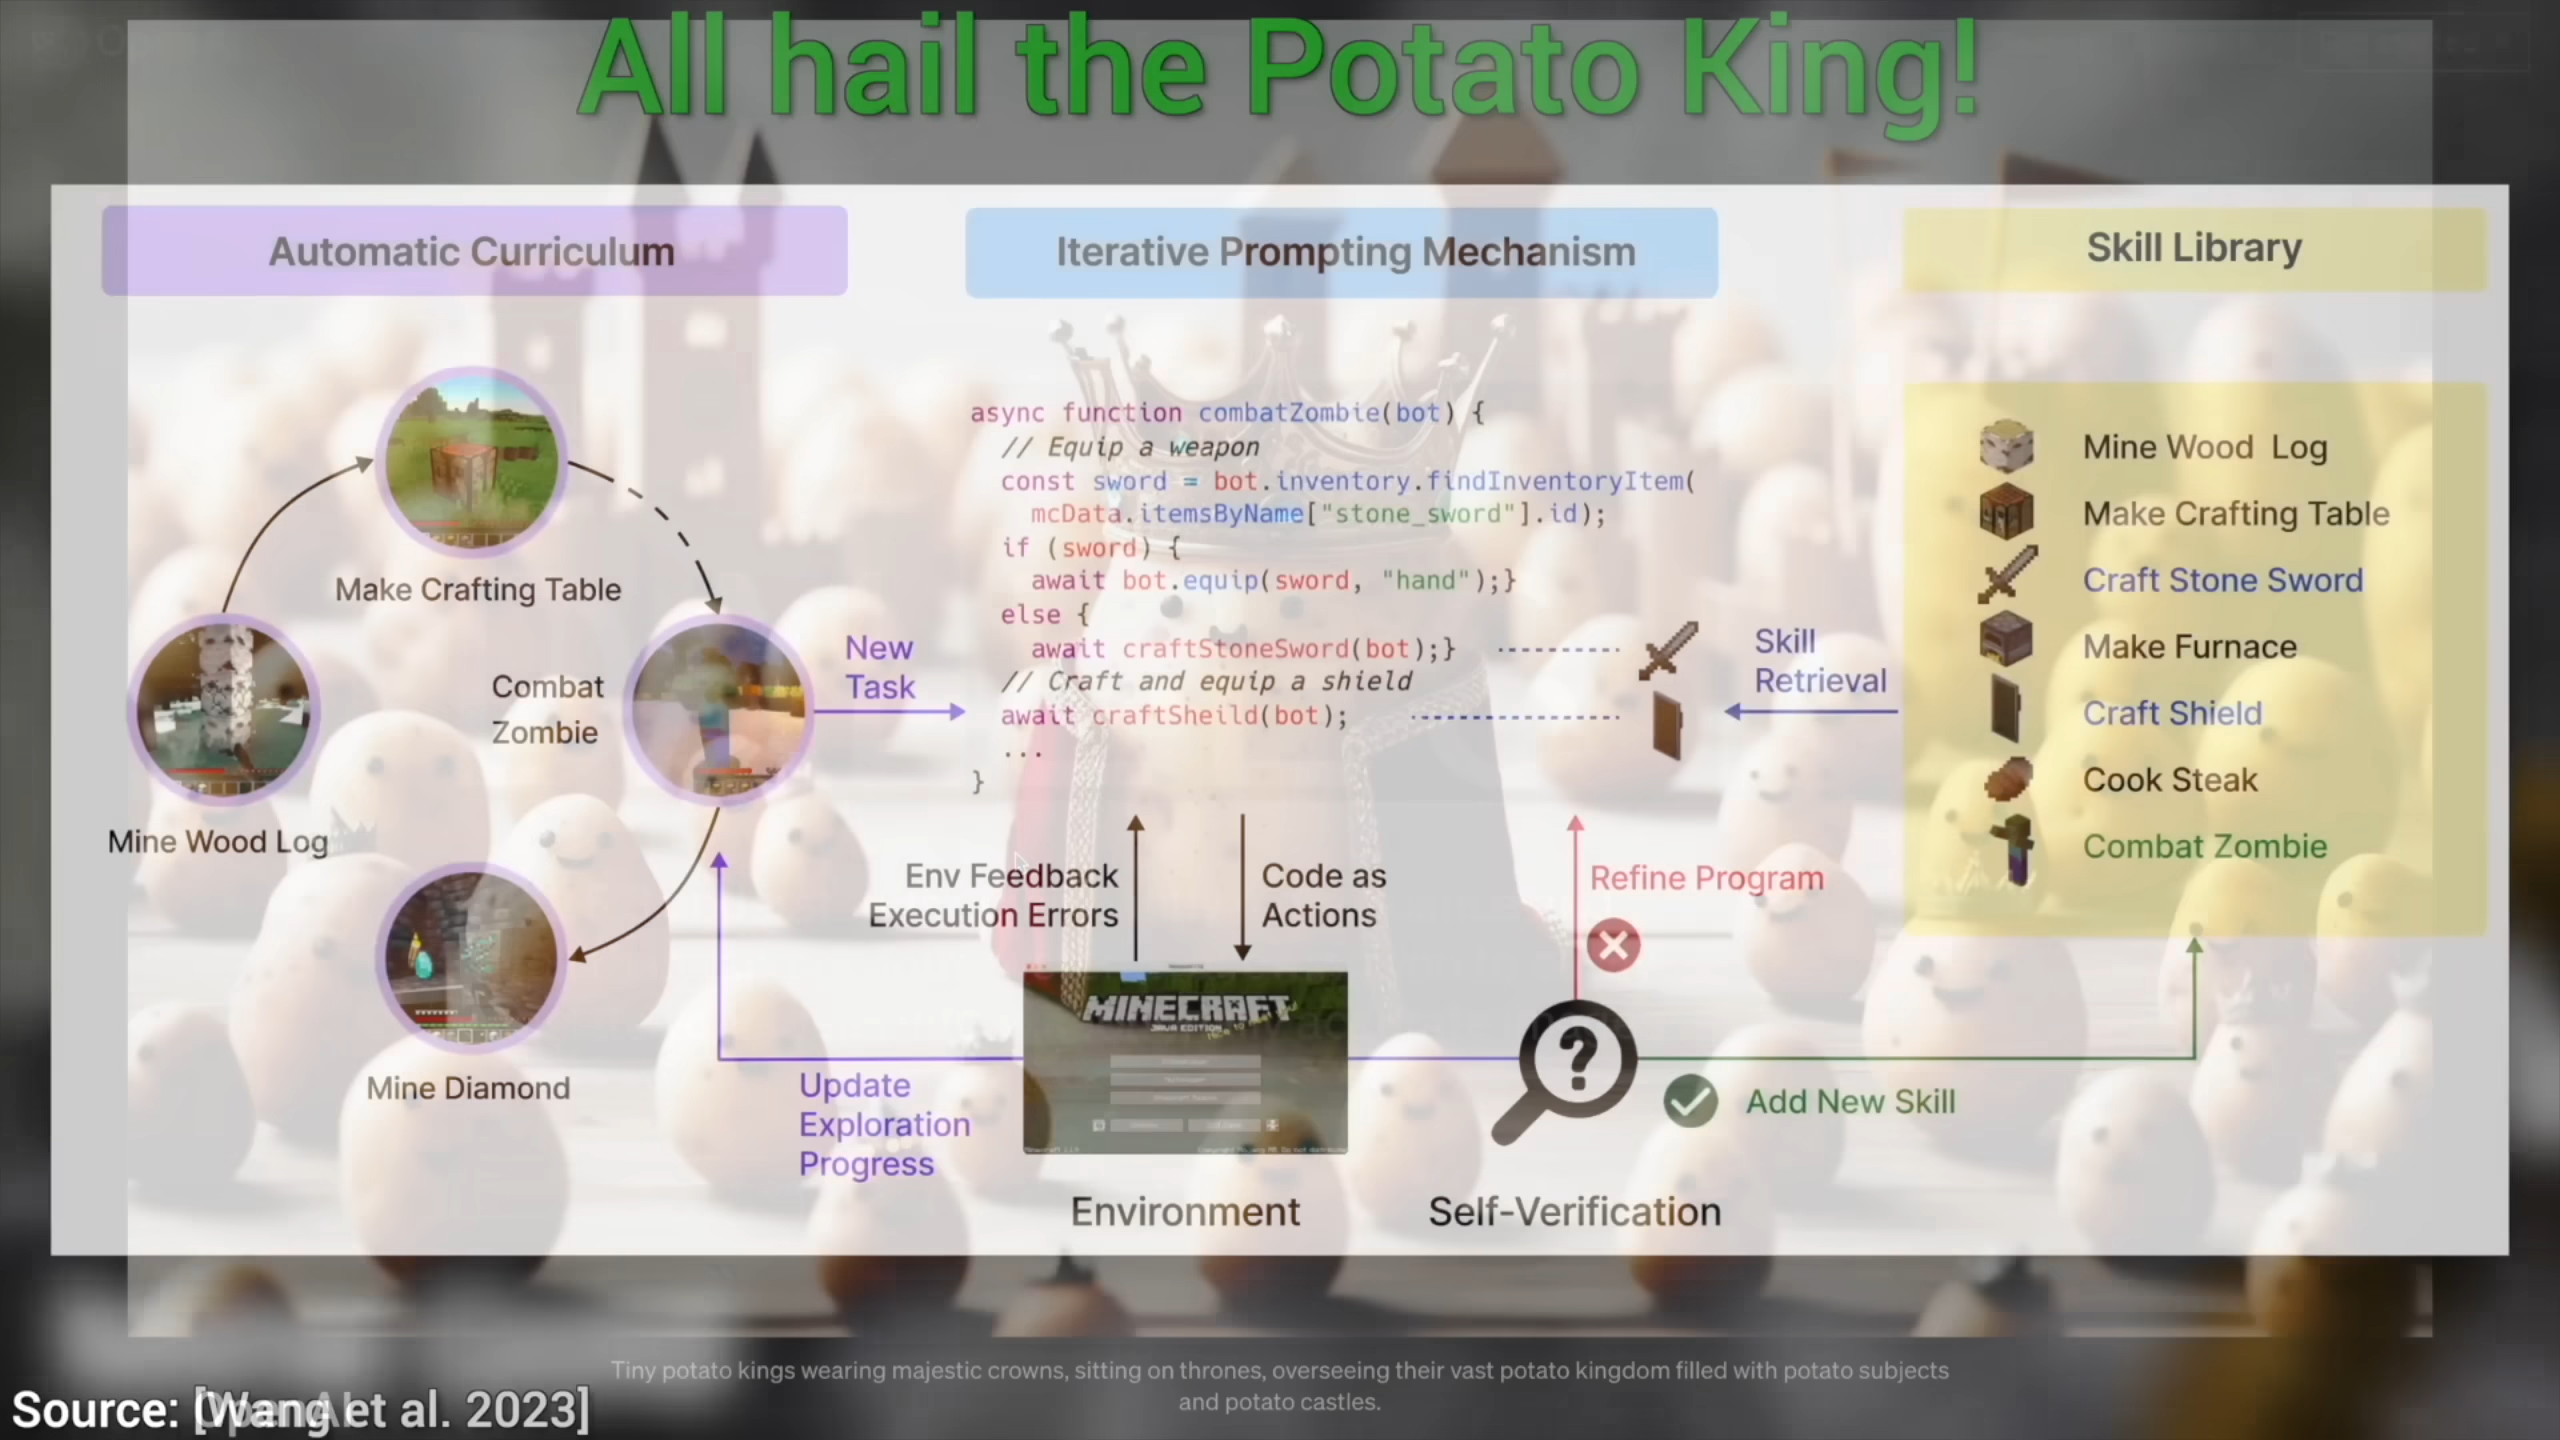 All hail the Potato King!
Automatic Curriculum
Iterative Prompting Mechanism
Skill Library
Make Crafting Table
Mine Wood Log
Combat
Zombie
Mine Diamond
New
Task
async function combatZombie(bot) {
// Equip a weapon
const sword = bot.inventory.findInventoryItem(
mcData.itemsByName["stone_sword"].id);
if (sword) {
await bot.equip(sword, "hand");}
else {
await craftStoneSword(bot);}
// Craft and equip a shield
await craftSheild(bot);
...
}
Skill
Retrieval
Mine Wood Log
Make Crafting Table
Craft Stone Sword
Make Furnace
Craft Shield
Cook Steak
Combat Zombie
Env Feedback
Execution Errors
Code as
Actions
Refine Program
MINECRAFT
JAVA EDITION
Update
Exploration
Progress
Add New Skill
Environment
Self-Verification
Tiny potato kings wearing majestic crowns, sitting on thrones, overseeing their vast potato kingdom filled with potato subjects
and potato castles.
Source: [Wang et al. 2023]